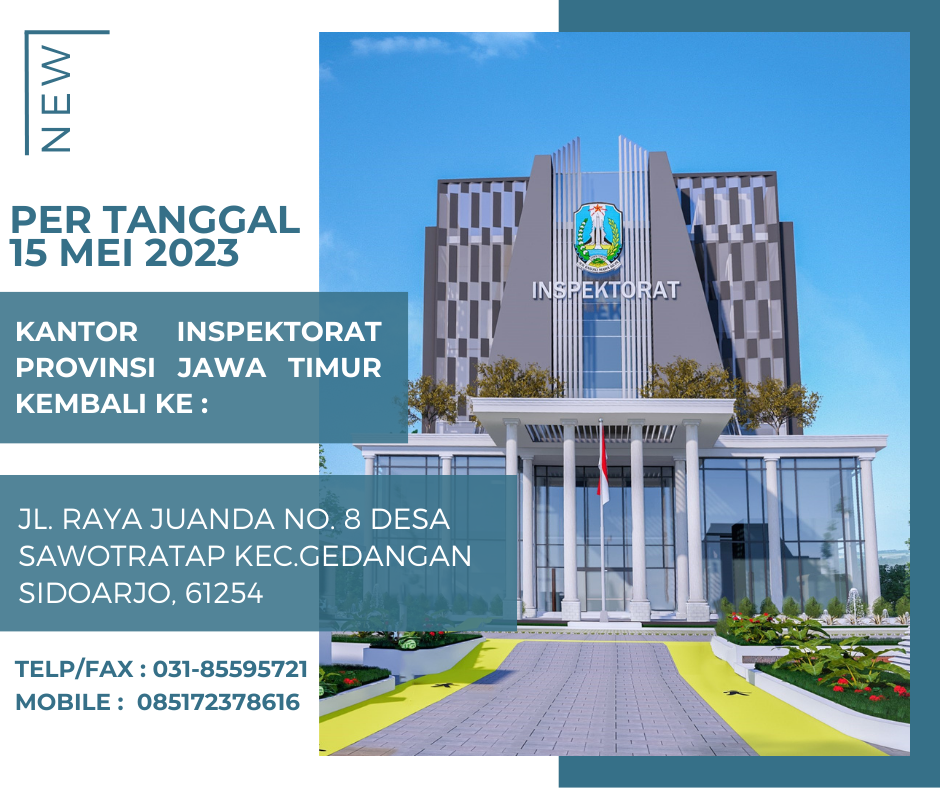 NEW
PER TANGGAL
15 MEI 2023
KANTOR INSPEKTORAT
PROVINSI JAWA TIMUR
KEMBALI KE :
JL. RAYA JUANDA NO. 8 DESA
SAWOTRATAP KEC.GEDANGAN
SIDOARJO, 61254
TELP/FAX : 031-85595721
MOBILE : 085172378616
INSPEKTORAT